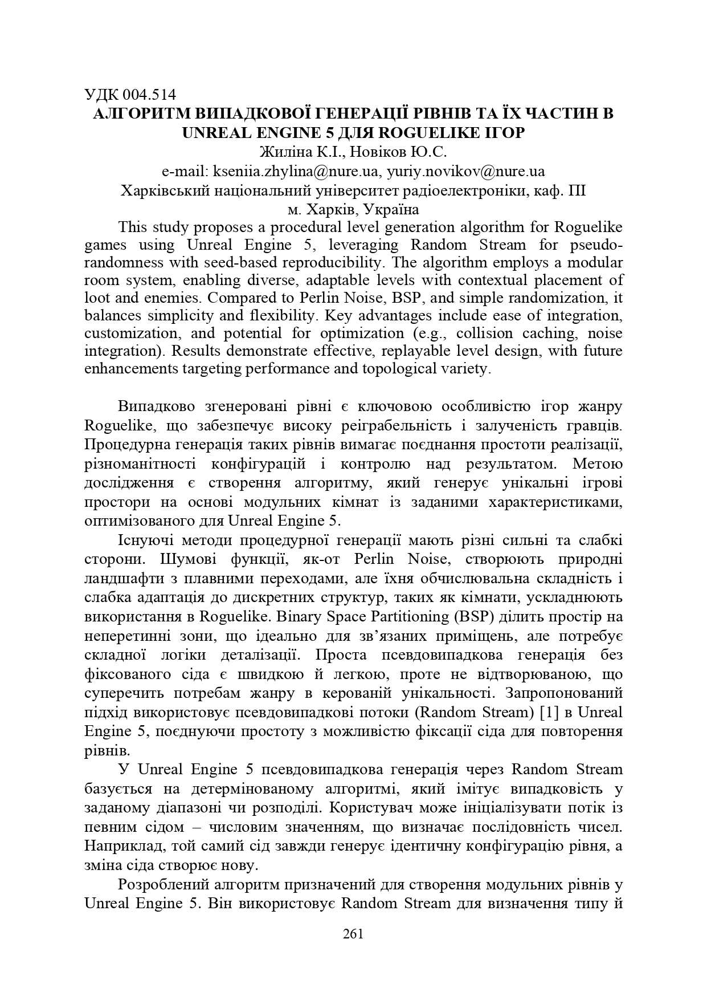 УДК 004.514
АЛГОРИТМ ВИПАДКОВОЇ ГЕНЕРАЦІЇ РІВНІВ ТА ЇХ ЧАСТИН В
UNREAL ENGINE 5 ДЛЯ ROGUELIKE ІГОР
Жиліна К.І., Новіков Ю.С.
e-mail: kseniia.zhylina@nure.ua, yuriy.novikov@nure.ua
Харківський національний університет радіоелектроніки, каф. ПІ
м. Харків, Україна
This study proposes a procedural level generation algorithm for Roguelike
games using Unreal Engine 5, leveraging Random Stream for pseudo-
randomness with seed-based reproducibility. The algorithm employs a modular
room system, enabling diverse, adaptable levels with contextual placement of
loot and enemies. Compared to Perlin Noise, BSP, and simple randomization, it
balances simplicity and flexibility. Key advantages include ease of integration,
customization, and potential for optimization (e.g., collision caching, noise
integration). Results demonstrate effective, replayable level design, with future
enhancements targeting performance and topological variety.
Випадково згенеровані рівні є ключовою особливістю ігор жанру
Roguelike, що забезпечує високу реіграбельність і залученість гравців.
Процедурна генерація таких рівнів вимагає поєднання простоти реалізації,
різноманітності конфігурацій і контролю над результатом. Метою
дослідження є створення алгоритму, який генерує унікальні ігрові
простори на основі модульних кімнат із заданими характеристиками,
оптимізованого для Unreal Engine 5.
Існуючі методи процедурної генерації мають різні сильні та слабкі
сторони. Шумові функції, як-от Perlin Noise, створюють природні
ландшафти з плавними переходами, але їхня обчислювальна складність і
слабка адаптація до дискретних структур, таких як кімнати, ускладнюють
використання в Roguelike. Binary Space Partitioning (BSP) ділить простір на
неперетинні зони, що ідеально для зв’язаних приміщень, але потребує
складної логіки деталізації. Проста псевдовипадкова генерація без
фіксованого сіда є швидкою й легкою, проте не відтворюваною, що
суперечить потребам жанру в керованій унікальності. Запропонований
підхід використовує псевдовипадкові потоки (Random Stream) [1] в Unreal
Engine 5, поєднуючи простоту з можливістю фіксації сіда для повторення
рівнів.
У Unreal Engine 5 псевдовипадкова генерація через Random Stream
базується на детермінованому алгоритмі, який імітує випадковість у
заданому діапазоні чи розподілі. Користувач може ініціалізувати потік із
певним сідом – числовим значенням, що визначає послідовність чисел.
Наприклад, той самий сід завжди генерує ідентичну конфігурацію рівня, а
зміна сіда створює нову.
Розроблений алгоритм призначений для створення модульних рівнів у
Unreal Engine 5. Він використовує Random Stream для визначення типу й
261